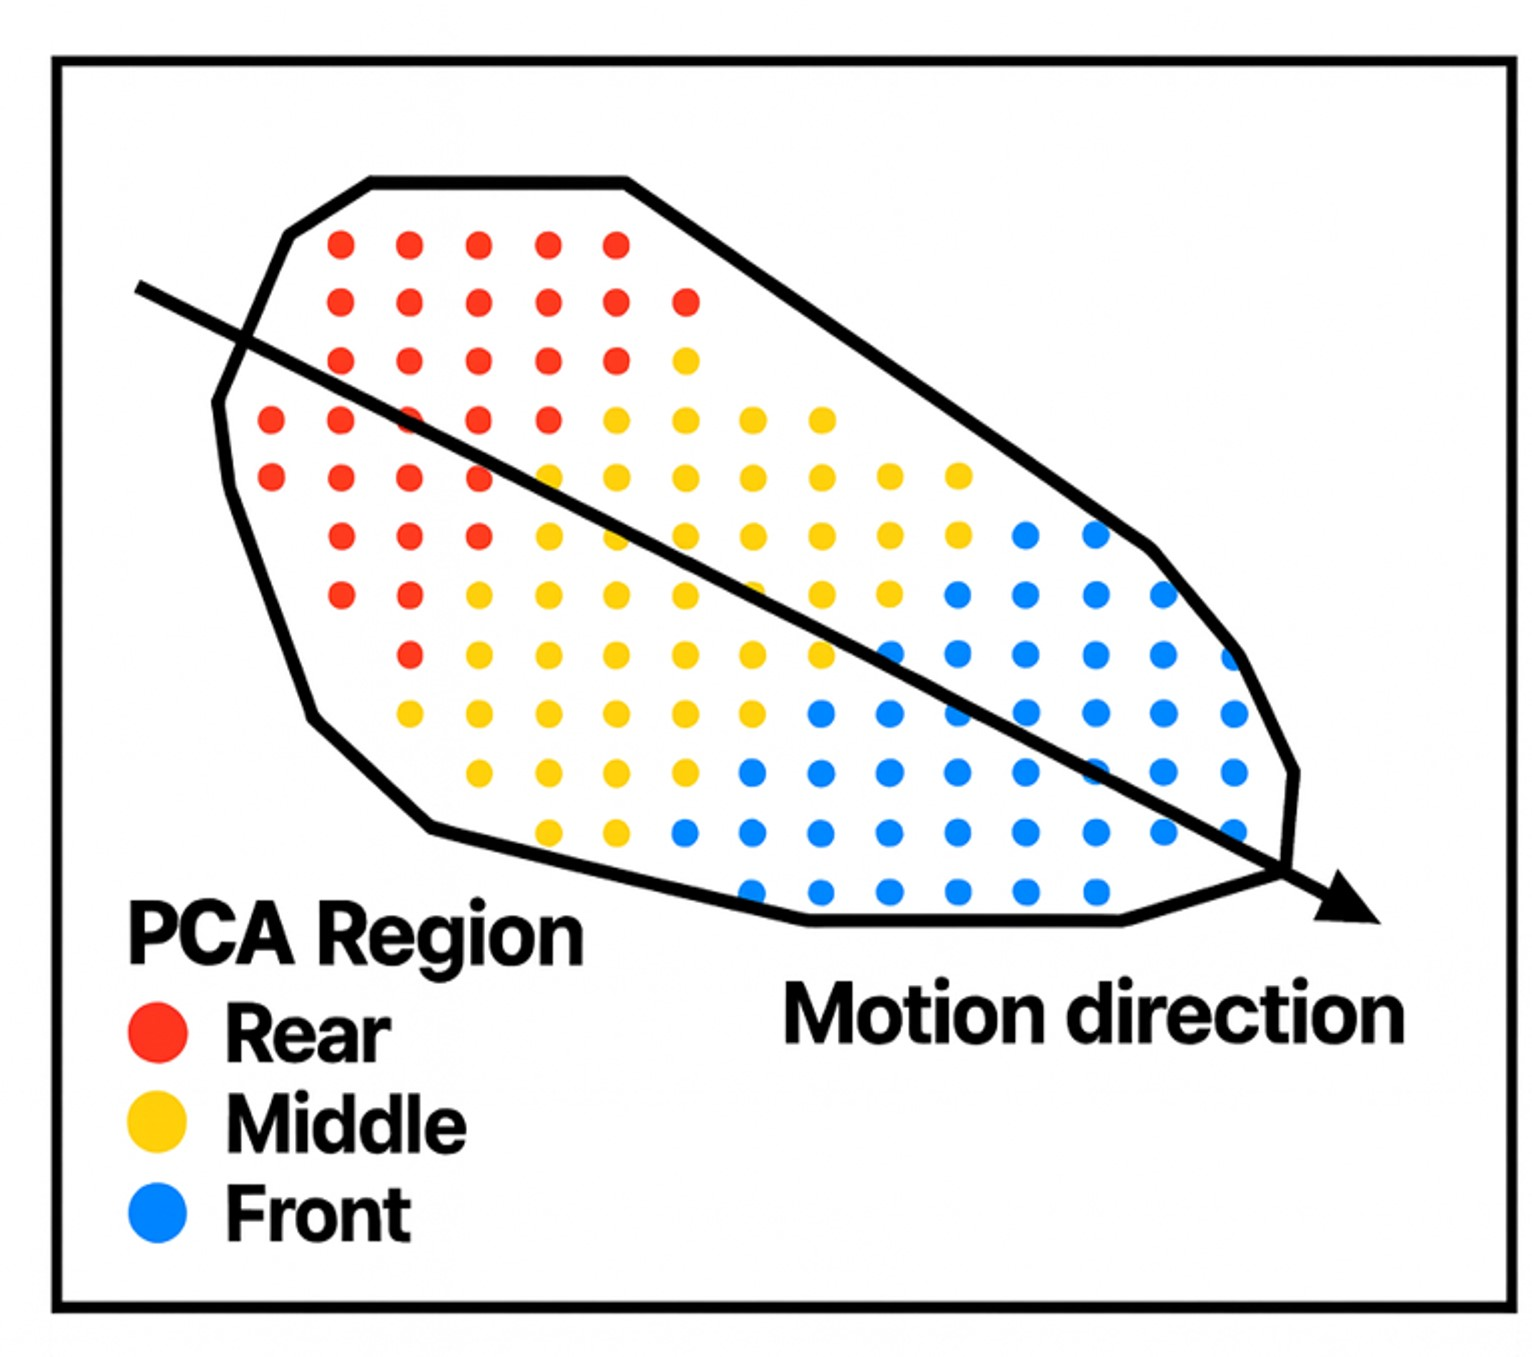 PCA Region
Rear
Middle
Front
Motion direction